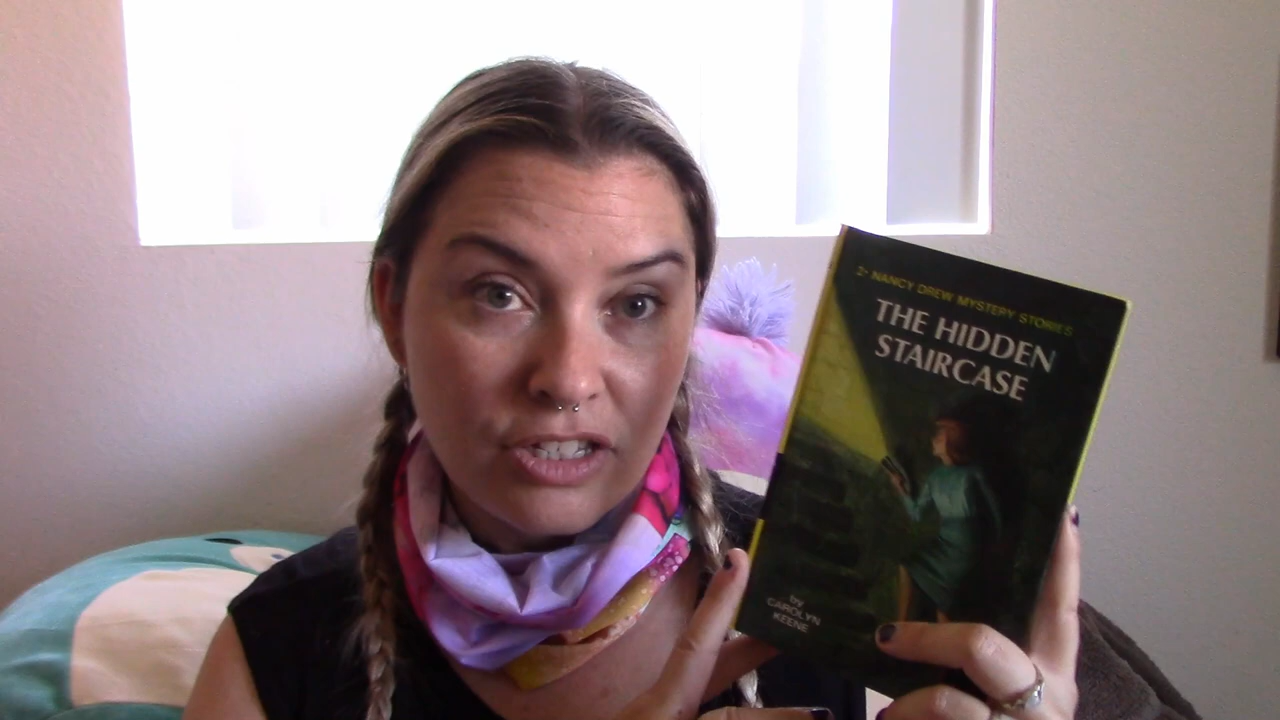 2• NANCY DREW MYSTERY STORIES
THE HIDDEN
STAIRCASE
by
CAROLYN
KEENE